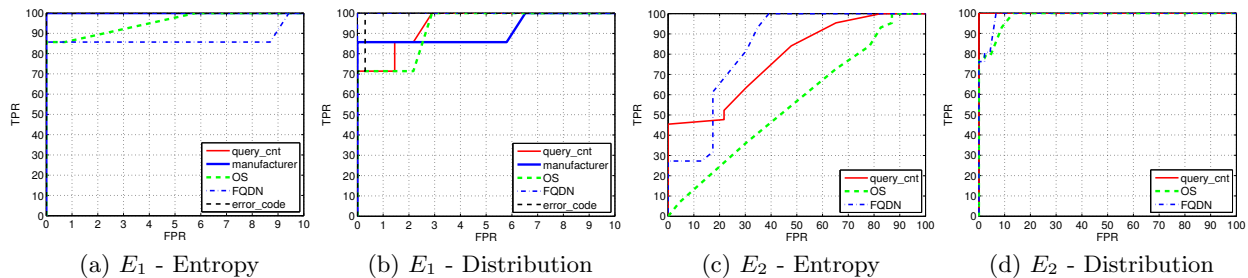 TPR
100
90
80
70
60
50
40
30
20
10
0
0 1 2 3 4 5 6 7 8 9 10
FPR
query_cnt
manufacturer
OS
FQDN
error_code
(a) E₁ - Entropy
TPR
100
90
80
70
60
50
40
30
20
10
0
0 1 2 3 4 5 6 7 8 9 10
FPR
query_cnt
manufacturer
OS
FQDN
error_code
(b) E₁ - Distribution
TPR
100
90
80
70
60
50
40
30
20
10
0
0 10 20 30 40 50 60 70 80 90 100
FPR
query_cnt
OS
FQDN
(c) E₂ - Entropy
TPR
100
90
80
70
60
50
40
30
20
10
0
0 10 20 30 40 50 60 70 80 90 100
FPR
query_cnt
OS
FQDN
(d) E₂ - Distribution